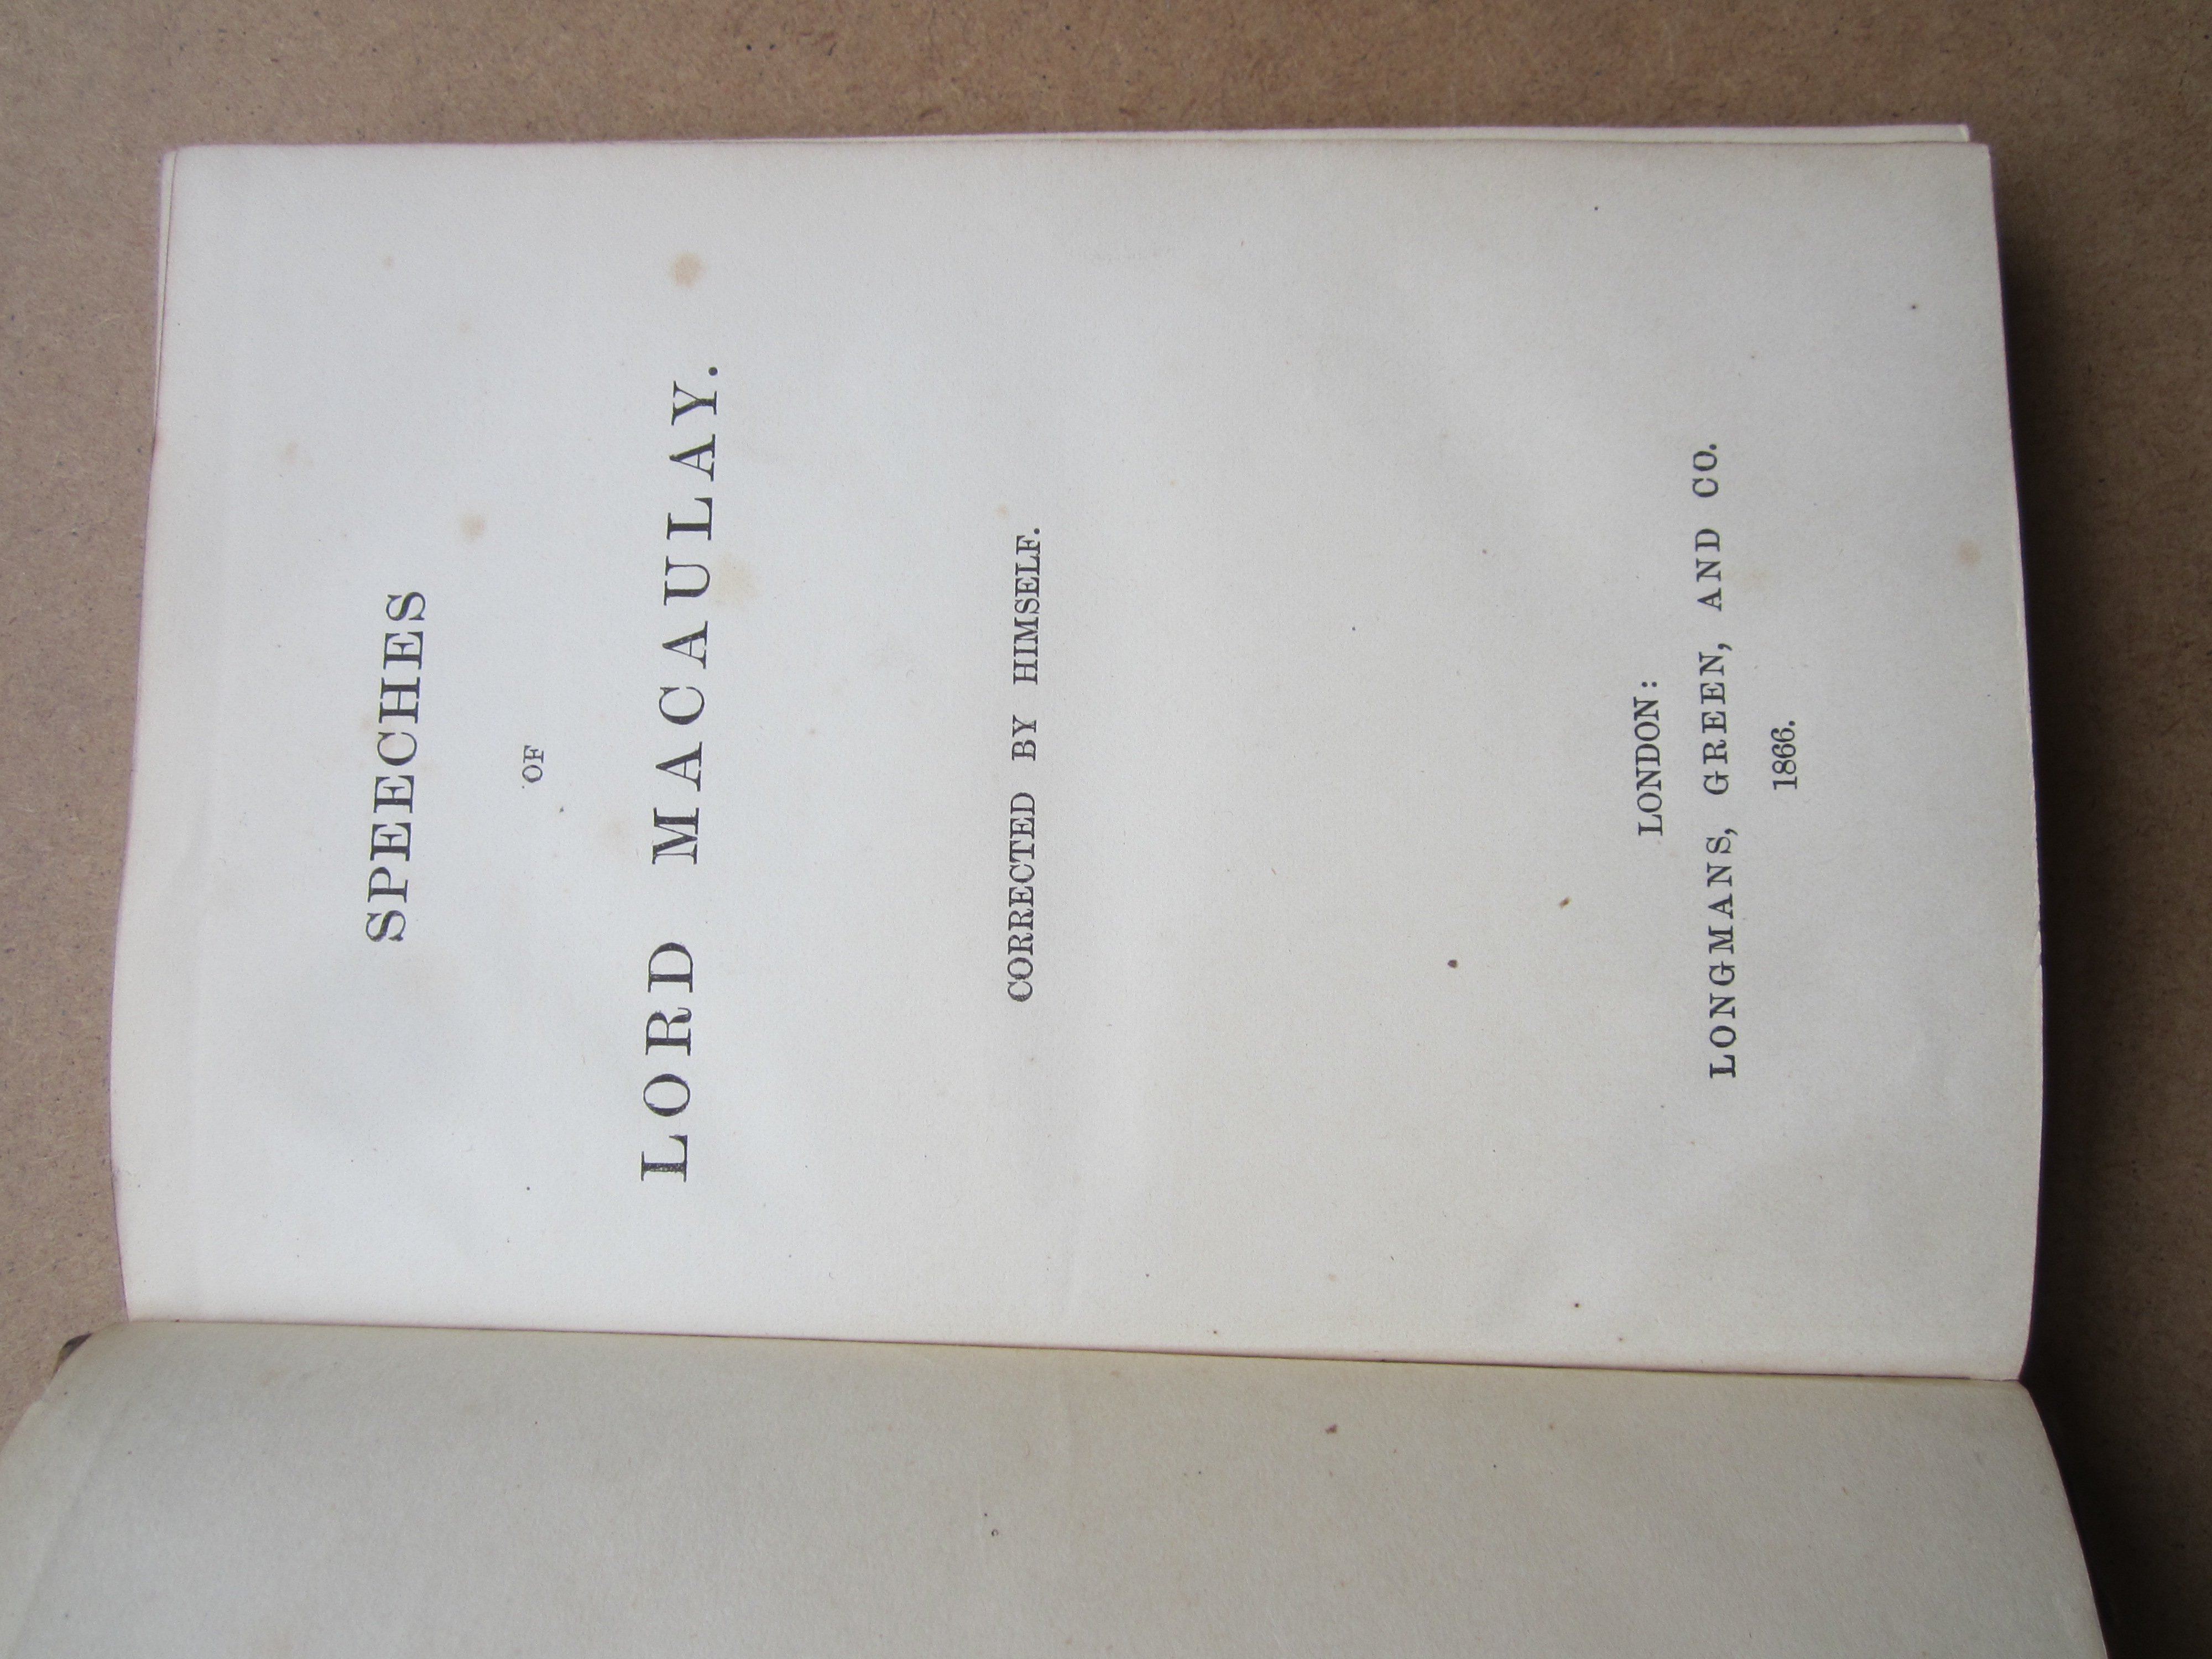 SPEECHES
OF
LORD MACAULAY.
CORRECTED BY HIMSELF.
LONDON:
LONGMANS, GREEN, AND CO.
1866.